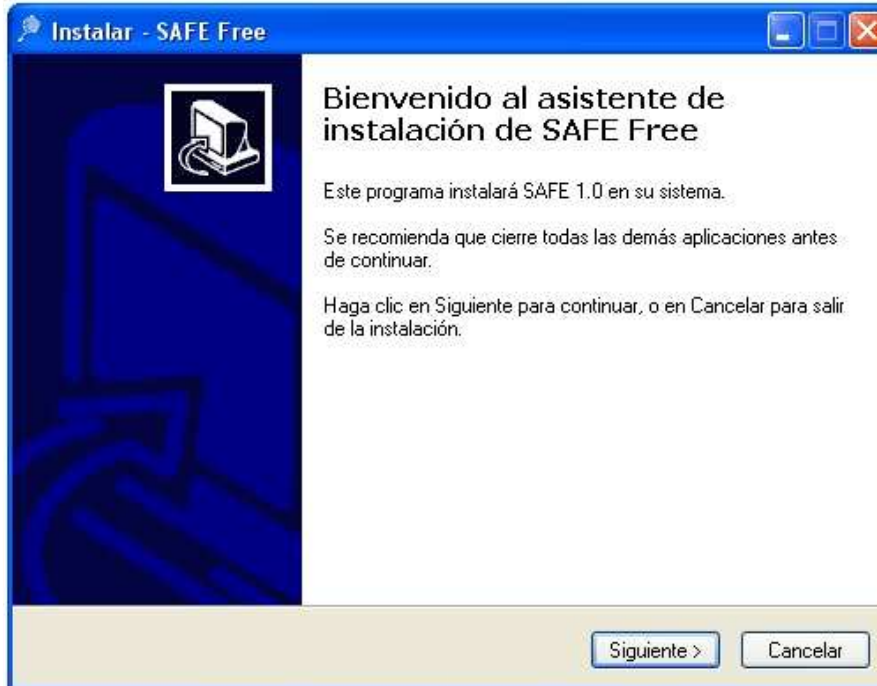 Instalar - SAFE Free
Bienvenido al asistente de
instalación de SAFE Free
Este programa instalará SAFE 1.0 en su sistema.
Se recomienda que cierre todas las demás aplicaciones antes
de continuar.
Haga clic en Siguiente para continuar, o en Cancelar para salir
de la instalación.
Siguiente >
Cancelar